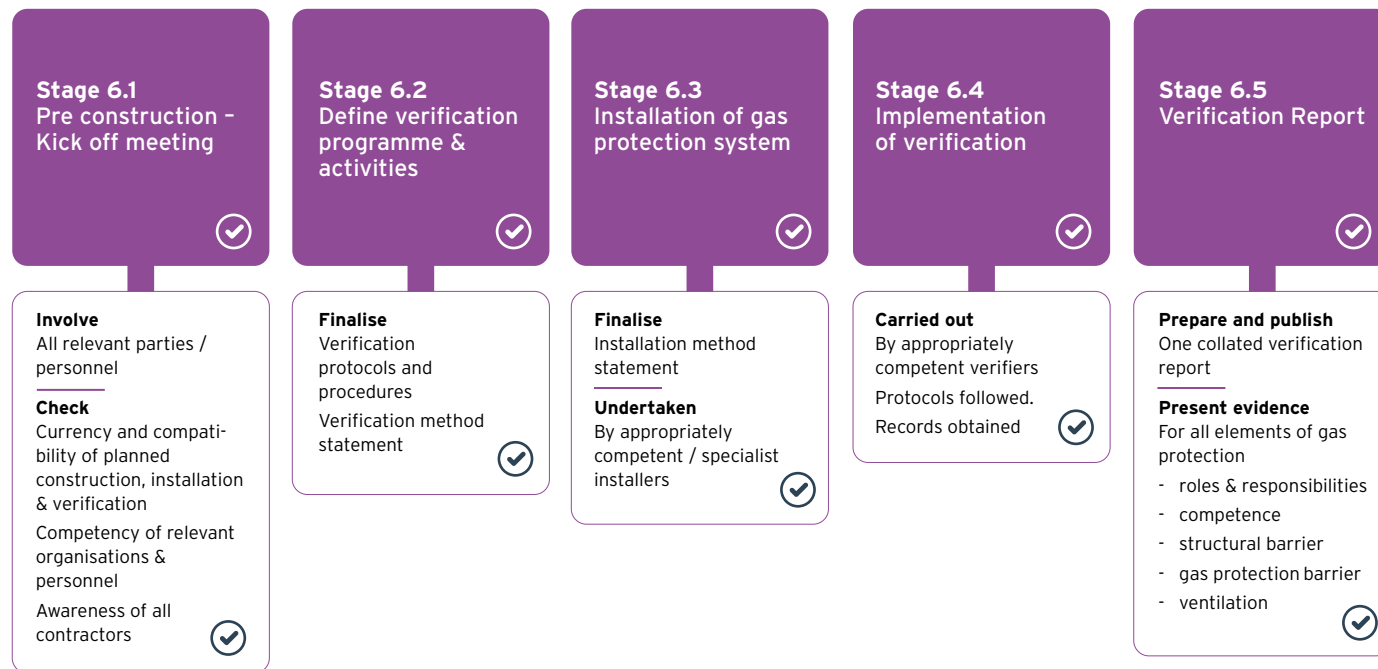 Stage 6.1
Pre construction –
Kick off meeting
Stage 6.2
Define verification
programme &
activities
Stage 6.3
Installation of gas
protection system
Stage 6.4
Implementation
of verification
Stage 6.5
Verification Report
Involve
All relevant parties /
personnel
Check
Currency and compati-
bility of planned
construction, installation
& verification
Competency of relevant
organisations &
personnel
Awareness of all
contractors
Finalise
Verification
protocols and
procedures
Verification method
statement
Finalise
Installation method
statement
Undertaken
By appropriately
competent / specialist
installers
Carried out
By appropriately
competent verifiers
Protocols followed.
Records obtained
Prepare and publish
One collated verification
report
Present evidence
For all elements of gas
protection
- roles & responsibilities
- competence
- structural barrier
- gas protection barrier
- ventilation